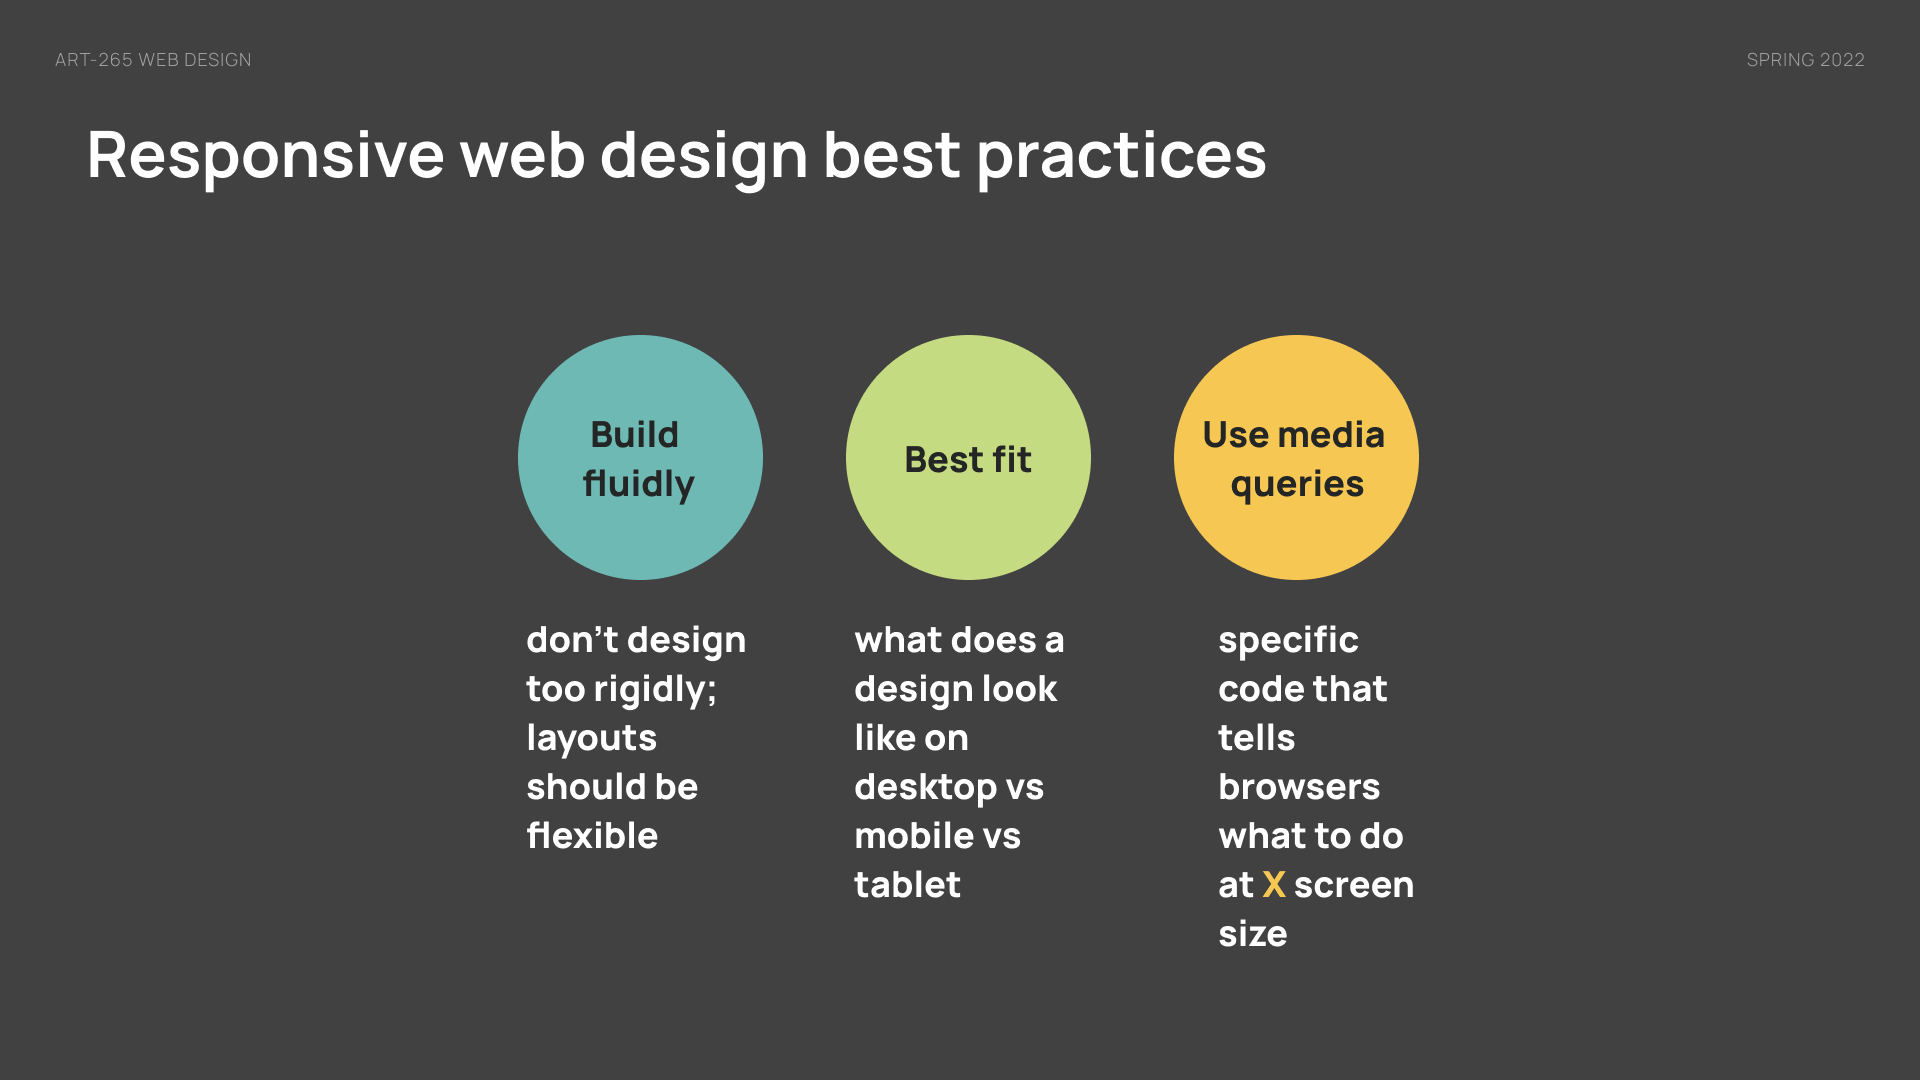 ART-265 WEB DESIGN
SPRING 2022
Responsive web design best practices
Build
fluidly
Best fit
Use media
queries
don’t design
too rigidly;
layouts
should be
flexible
what does a
design look
like on
desktop vs
mobile vs
tablet
specific
code that
tells
browsers
what to do
at X screen
size